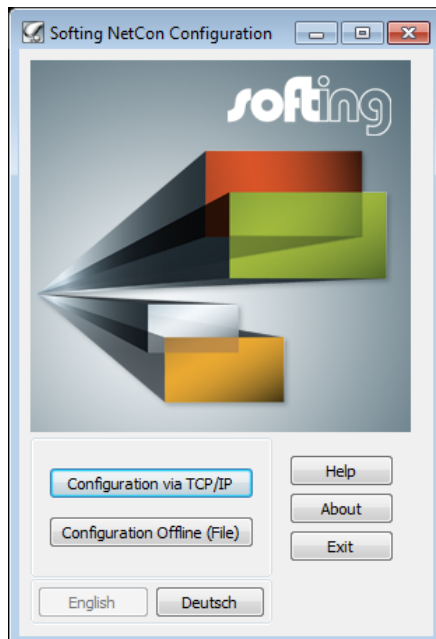 Softing NetCon Configuration
softing
Configuration via TCP/IP
Configuration Offline (File)
Help
About
Exit
English
Deutsch